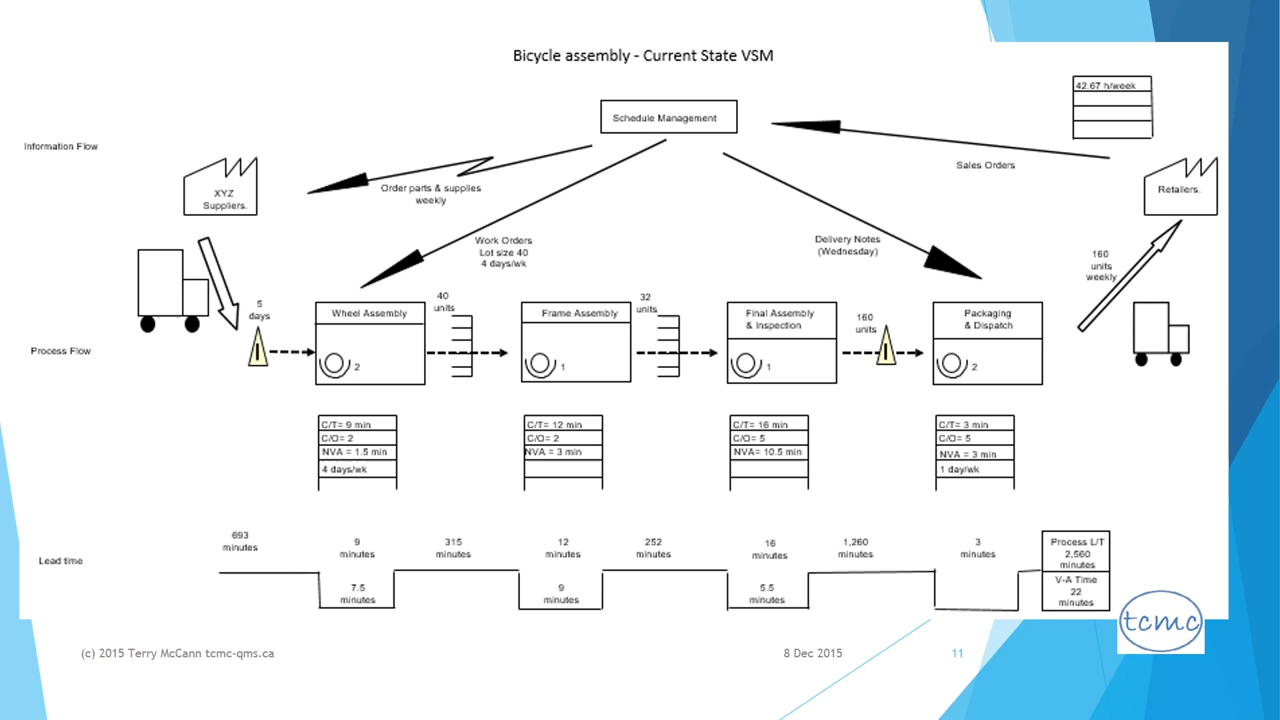 Bicycle assembly - Current State VSM
42.67 h/week
Schedule Management
Information Flow
Sales Orders
XYZ
Suppliers.
Order parts & supplies
weekly
Retailers.
Work Orders
Lot size 40
4 days/wk
Delivery Notes
(Wednesday)
160
units
weekly
5
days
40
units
32
units
160
units
Process Flow
Wheel Assembly
2
Frame Assembly
1
Final Assembly
& Inspection
1
Packaging
& Dispatch
2
I
I
C/T= 9 min
C/O= 2
NVA = 1.5 min
4 days/wk
C/T= 12 min
C/O= 2
NVA = 3 min
C/T= 16 min
C/O= 5
NVA= 10.5 min
C/T= 3 min
C/O= 5
NVA = 3 min
1 day/wk
Lead time
693
minutes
9
minutes
315
minutes
12
minutes
252
minutes
16
minutes
1,260
minutes
3
minutes
7.5
minutes
9
minutes
5.5
minutes
Process L/T
2,560
minutes
V-A Time
22
minutes
tcmc
(c) 2015 Terry McCann tcmc-qms.ca
8 Dec 2015
11